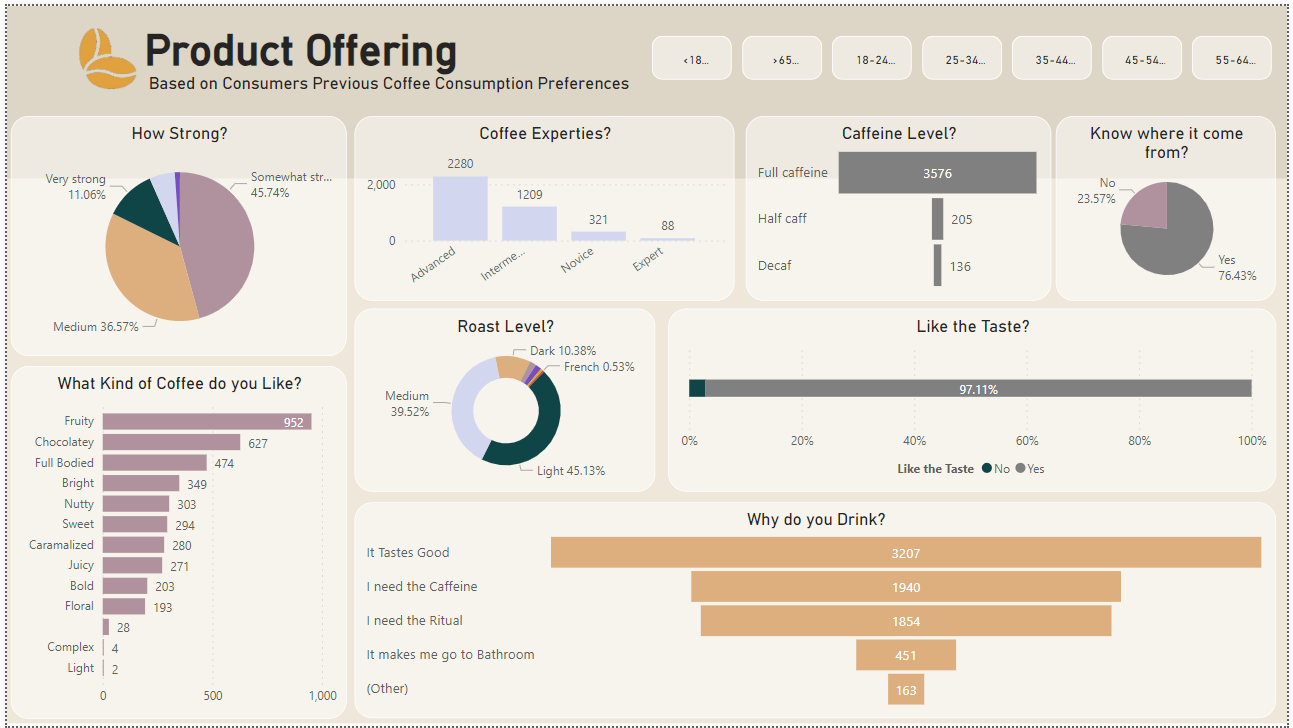 Product Offering
Based on Consumers Previous Coffee Consumption Preferences
<18...
>65...
18-24...
25-34...
35-44...
45-54...
55-64...
How Strong?
Very strong
11.06%
Somewhat str...
45.74%
Medium 36.57%
Coffee Experties?
2,000
0
2280
1209
321
88
Advanced
Interme...
Novice
Expert
Caffeine Level?
Full caffeine
3576
Half caff
205
Decaf
136
Know where it come
from?
No
23.57%
Yes
76.43%
What Kind of Coffee do you Like?
Fruity
952
Chocolatey
627
Full Bodied
474
Bright
349
Nutty
303
Sweet
294
Caramalized
280
Juicy
271
Bold
203
Floral
193
28
Complex
4
Light
2
0
500
1,000
Roast Level?
Dark 10.38%
French 0.53%
Medium
39.52%
Light 45.13%
Like the Taste?
97.11%
0%
20%
40%
60%
80%
100%
Like the Taste
No
Yes
Why do you Drink?
It Tastes Good
3207
I need the Caffeine
1940
I need the Ritual
1854
It makes me go to Bathroom
451
(Other)
163